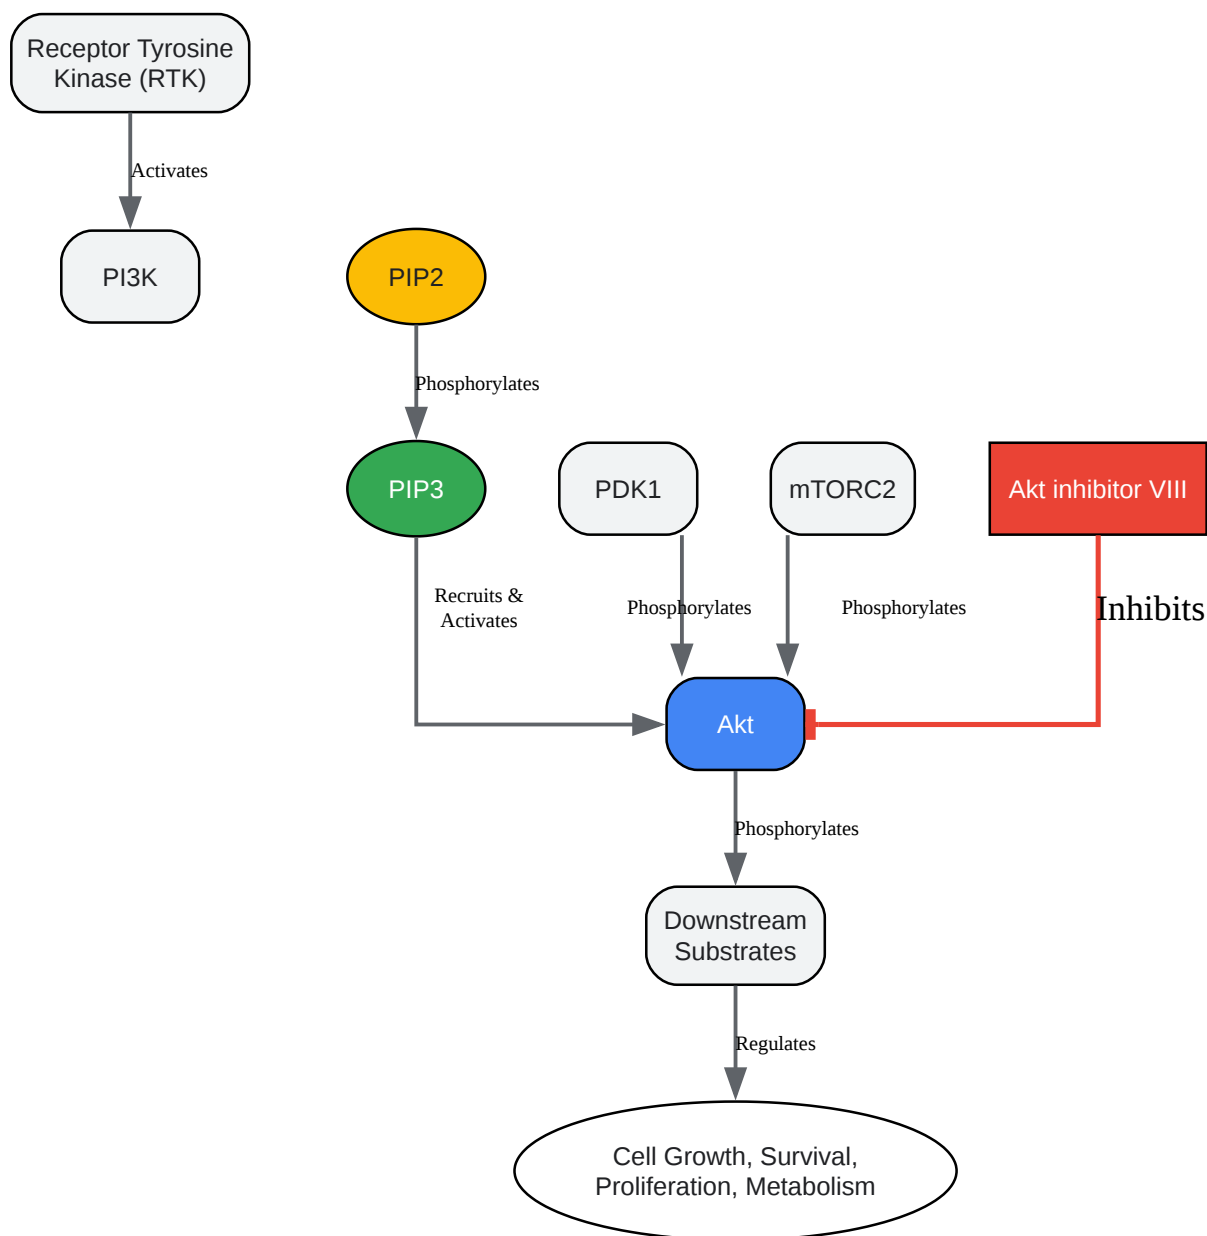 Receptor Tyrosine
Kinase (RTK)
Activates
PI3K
PIP2
Phosphorylates
PIP3
PDK1
mTORC2
Akt inhibitor VIII
Recruits &
Activates
Phosphorylates
Phosphorylates
Inhibits
Akt
Phosphorylates
Downstream
Substrates
Regulates
Cell Growth, Survival,
Proliferation, Metabolism